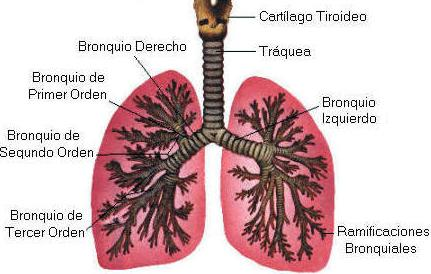 Cartílago Tiroideo
Bronquio Derecho
Tráquea
Bronquio de
Primer Orden
Bronquio
Izquierdo
Bronquio de
Sequndo Orden
Bronquio de
Tercer Orden
Ramificaciones
Bronquiales